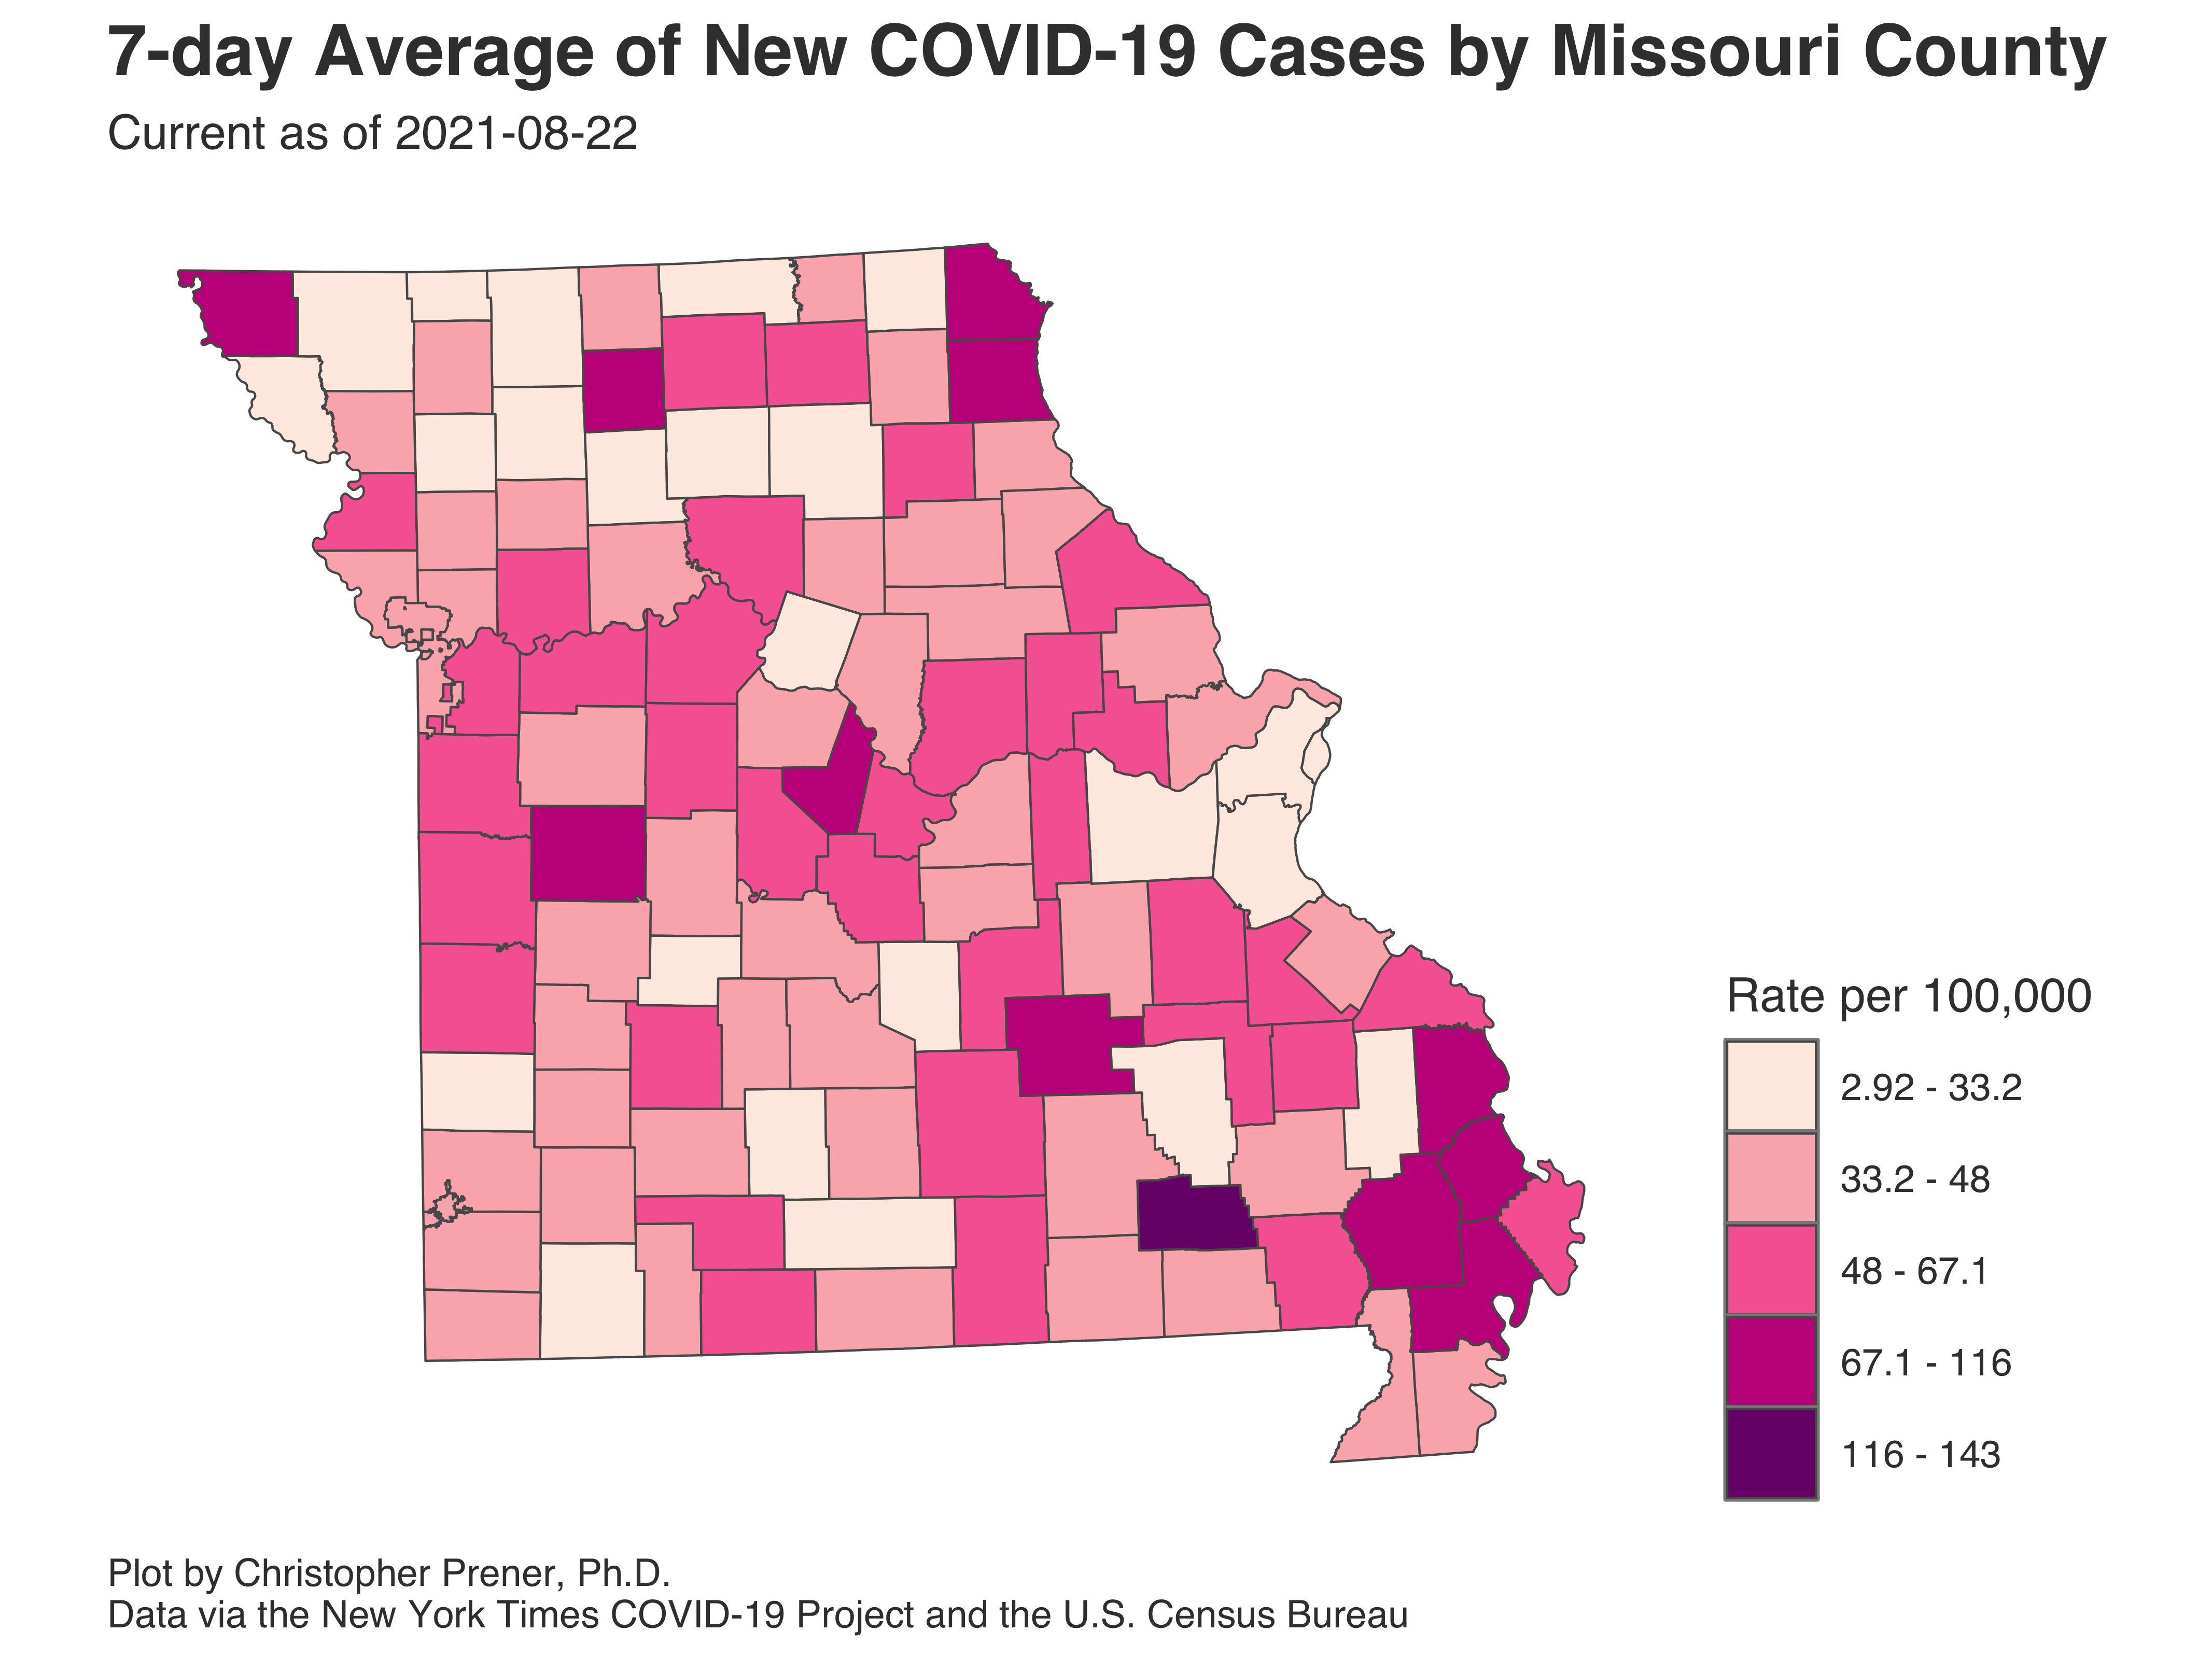 7-day Average of New COVID-19 Cases by Missouri County
Current as of 2021-08-22
Rate per 100,000
2.92 - 33.2
33.2 - 48
48 - 67.1
67.1 - 116
116 - 143
Plot by Christopher Prener, Ph.D.
Data via the New York Times COVID-19 Project and the U.S. Census Bureau